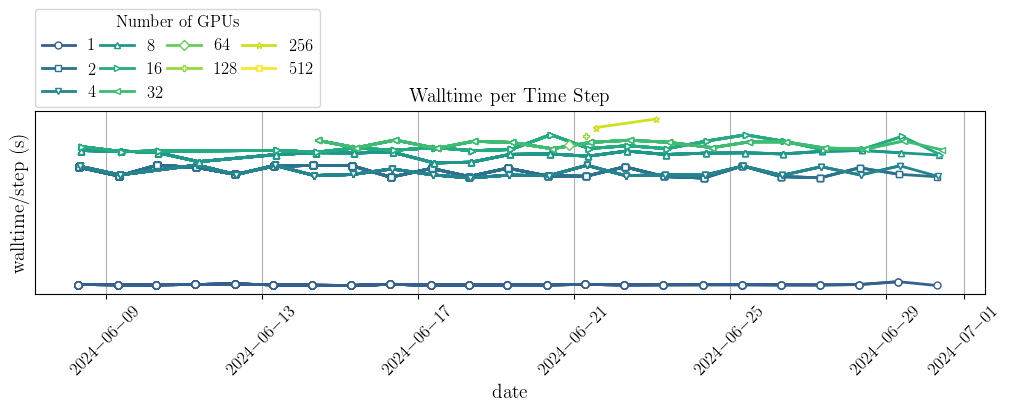 Number of GPUs
1 8 64 256
2 16 128 512
4 32
Walltime per Time Step
walltime/step (s)
2024−06−09 2024−06−13 2024−06−17 2024−06−21 2024−06−25 2024−06−29 2024−07−01
date